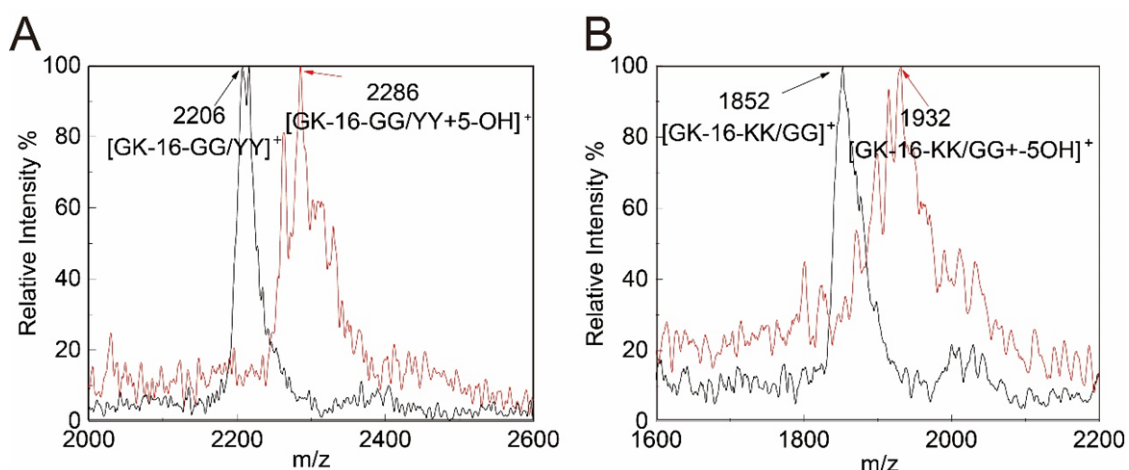 A
Relative Intensity %
100
80
60
40
20
0
2206
[GK-16-GG/YY]+
2286
[GK-16-GG/YY+5-OH]+
2000
2200
2400
2600
m/z
B
Relative Intensity %
100
80
60
40
20
0
1852
[GK-16-KK/GG]+
1932
[GK-16-KK/GG+-5OH]+
1600
1800
2000
2200
m/z